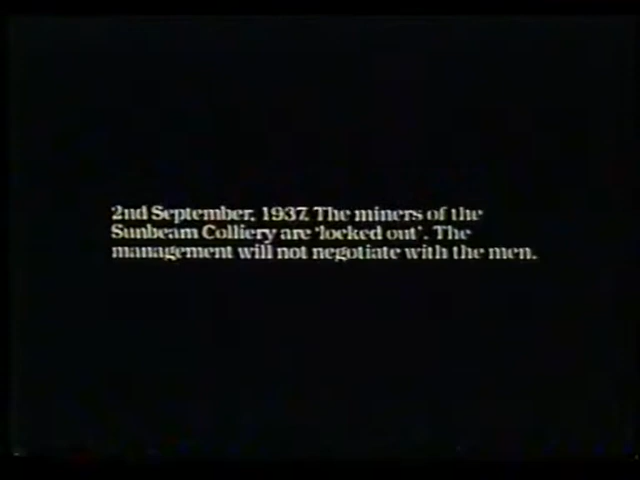 2nd September, 1937. The miners of the
Sunbeam Colliery are 'locked out'. The
management will not negotiate with the men.